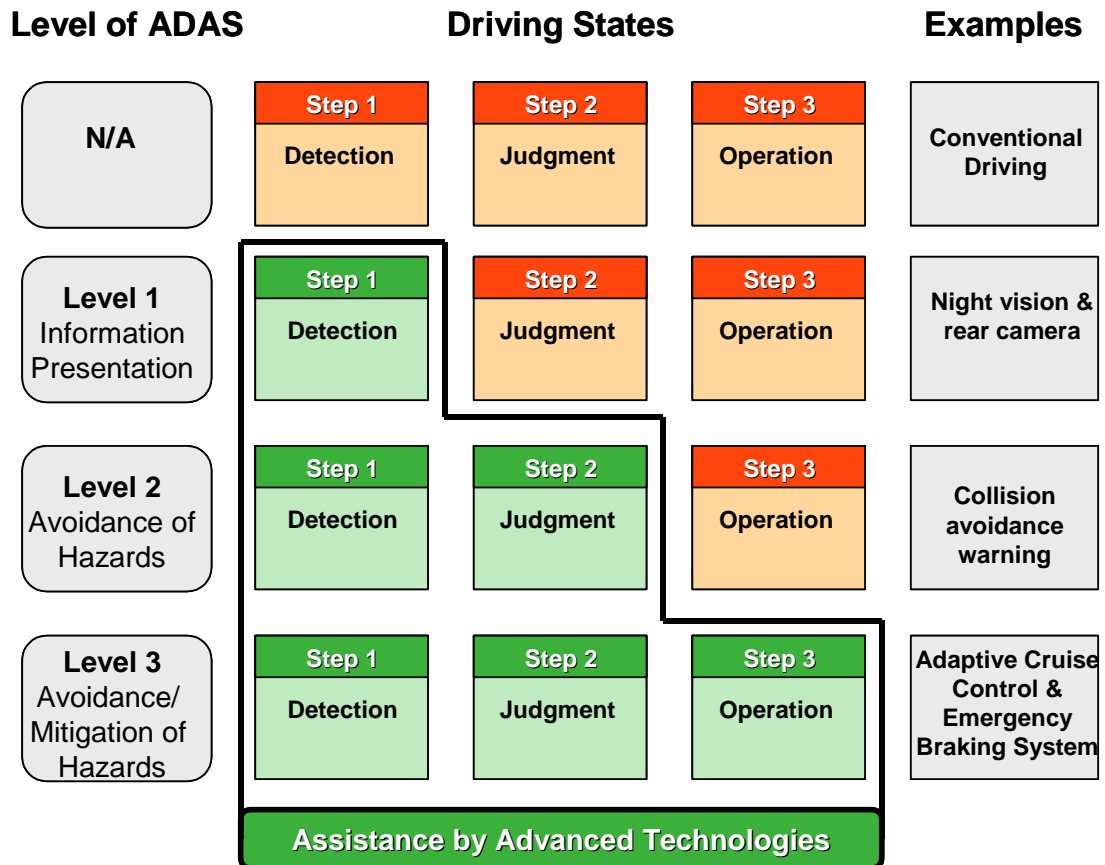 Level of ADAS
Driving States
Examples
N/A
Step 1
Detection
Step 2
Judgment
Step 3
Operation
Conventional
Driving
Level 1
Information
Presentation
Step 1
Detection
Step 2
Judgment
Step 3
Operation
Night vision &
rear camera
Level 2
Avoidance of
Hazards
Step 1
Detection
Step 2
Judgment
Step 3
Operation
Collision
avoidance
warning
Level 3
Avoidance/
Mitigation of
Hazards
Step 1
Detection
Step 2
Judgment
Step 3
Operation
Adaptive Cruise
Control &
Emergency
Braking System
Assistance by Advanced Technologies